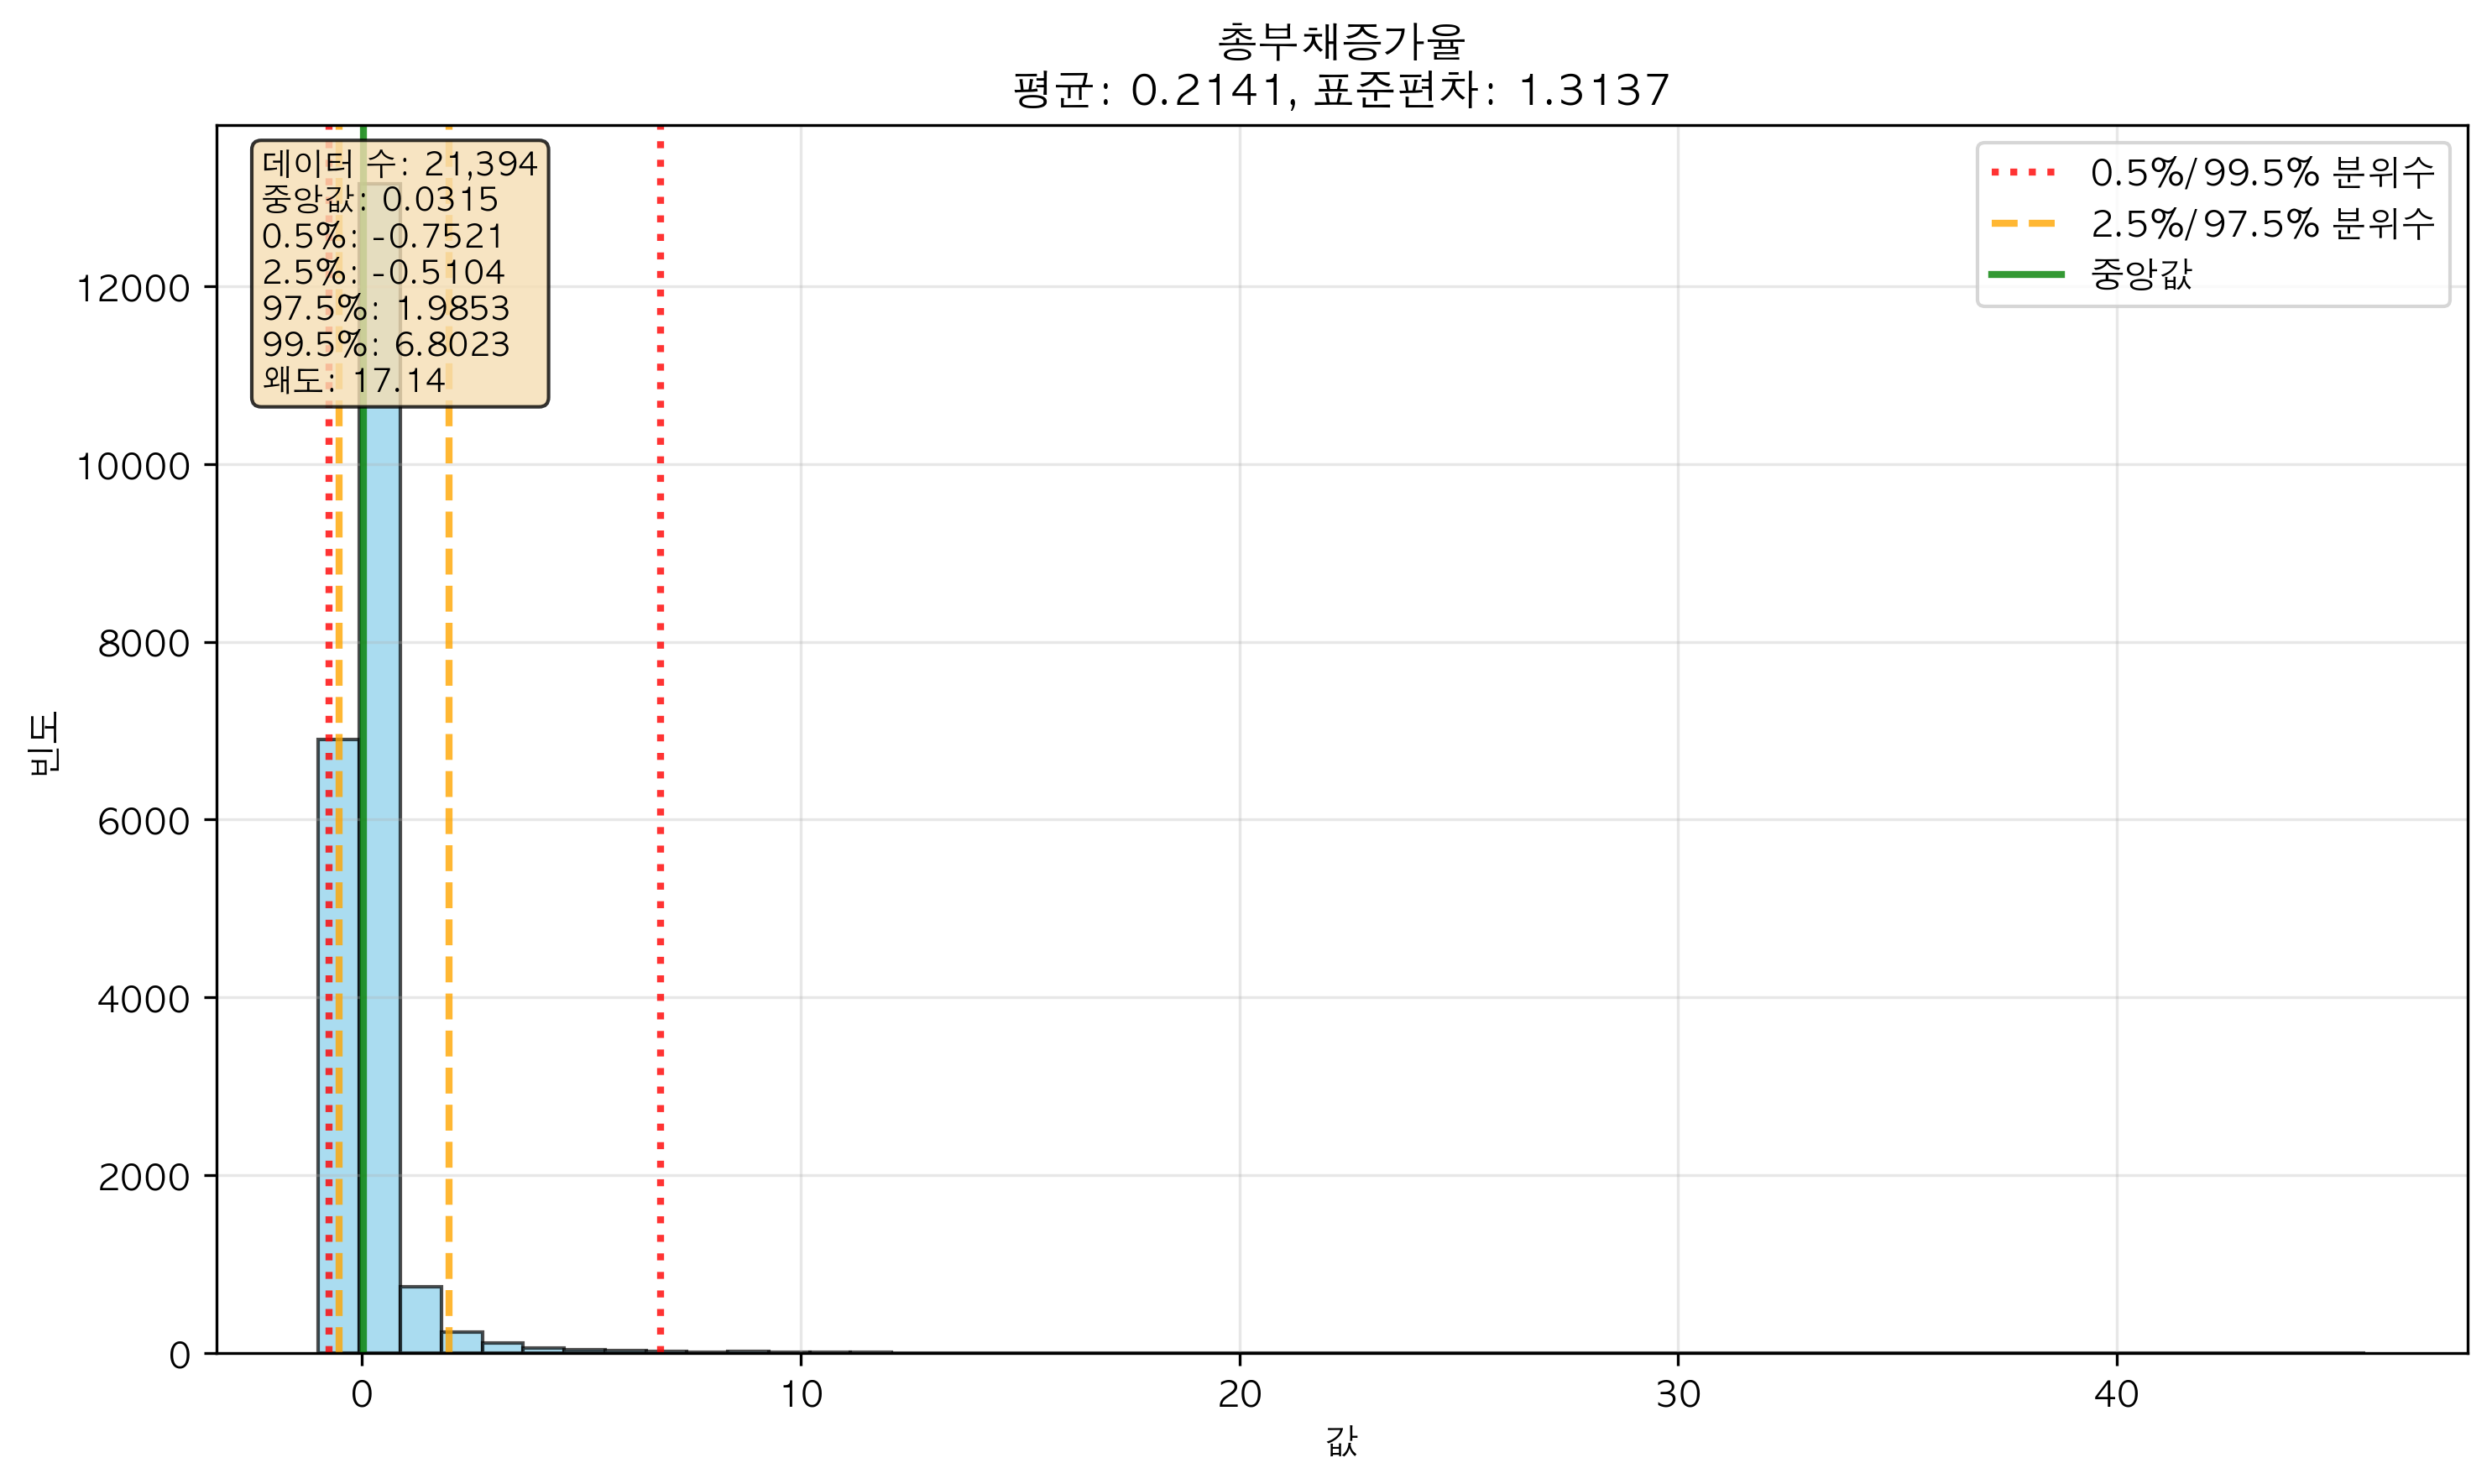 총부채증가율
평균: 0.2141, 표준편차: 1.3137
데이터 수: 21,394
중앙값: 0.0315
0.5%: -0.7521
2.5%: -0.5104
97.5%: 1.9853
99.5%: 6.8023
왜도: 17.14
0.5%/99.5% 분위수
2.5%/97.5% 분위수
중앙값
빈도
12000
10000
8000
6000
4000
2000
0
0 10 20 30 40
값